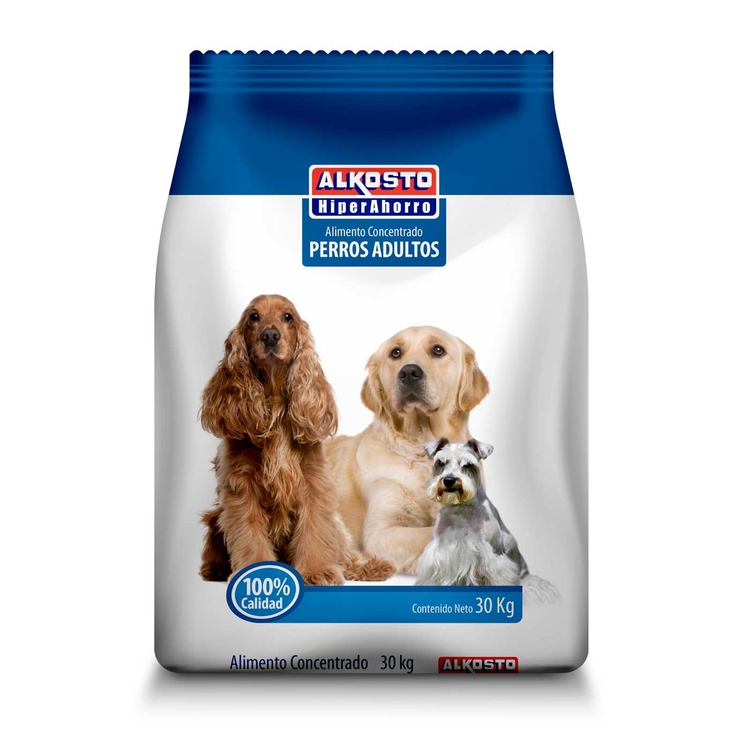 ALKOSTO
HiperAhorro
Alimento Concentrado
PERROS ADULTOS
100%
Calidad
Contenido Neto 30 Kg
Alimento Concentrado 30 kg ALKOSTO